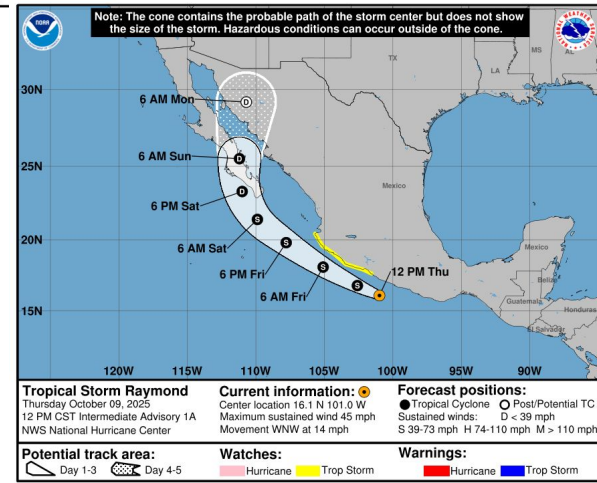 Note: The cone contains the probable path of the storm center but does not show
the size of the storm. Hazardous conditions can occur outside of the cone.
NOAA
TX
LA
MS
AL
30N
6 AM Mon
D
6 AM Sun
D
25N
6 PM Sat
D
Mexico
6 AM Sat
S
20N
S
6 PM Fri
S
12 PM Thu
6 AM Fri
S
Mexico
Belize
Guatemala
Honduras
El Salvador
15N
120W
115W
110W
105W
100W
95W
90W
Tropical Storm Raymond
Thursday October 09, 2025
12 PM CST Intermediate Advisory 1A
NWS National Hurricane Center
Current information:
Center location 16.1 N 101.0 W
Maximum sustained wind 45 mph
Movement WNW at 14 mph
Forecast positions:
Tropical Cyclone Post/Potential TC
Sustained winds: D < 39 mph
S 39-73 mph H 74-110 mph M > 110 mph
Potential track area:
Day 1-3 Day 4-5
Watches:
Hurricane Trop Storm
Warnings:
Hurricane Trop Storm